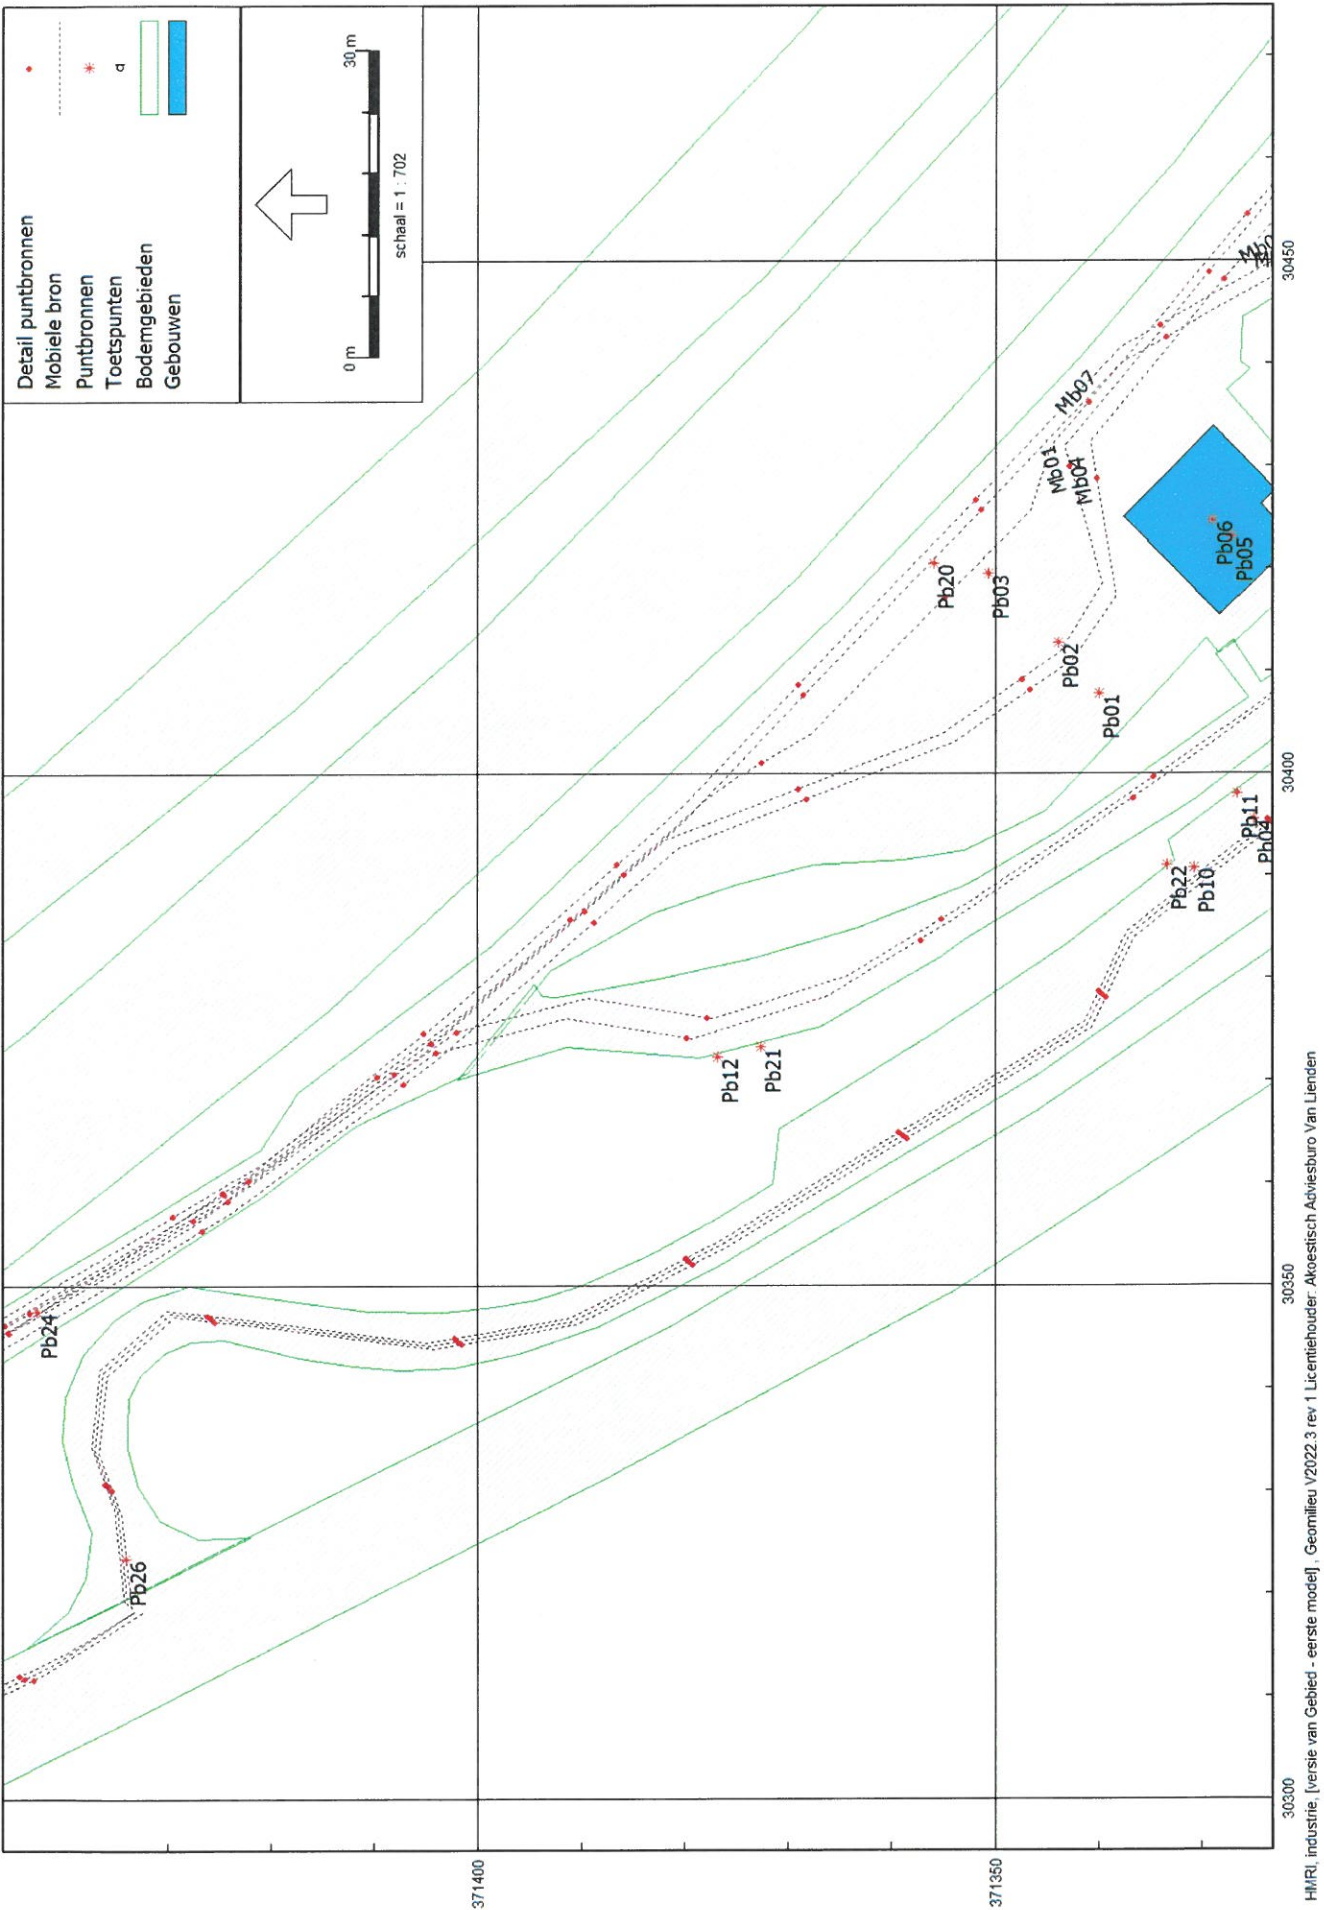 Detail puntbronnen
Mobiele bron
Puntbronnen
Toetspunten
Bodemgebieden
Gebouwen
0 m
30 m
schaal = 1 : 702
Pb24
Pb26
Pb12
Pb21
Pb20
Pb03
Pb02
Pb01
Mb07
Mb01
Mb04
Pb06
Pb05
Pb22
Pb10
Pb11
Pb04
371400
371350
30300
30350
30400
30450
HMRI, industrie, [versie van Gebied - eerste model] , Geomilieu V2022.3 rev 1 Licentiehouder: Akoestisch Adviesburo Van Lienden